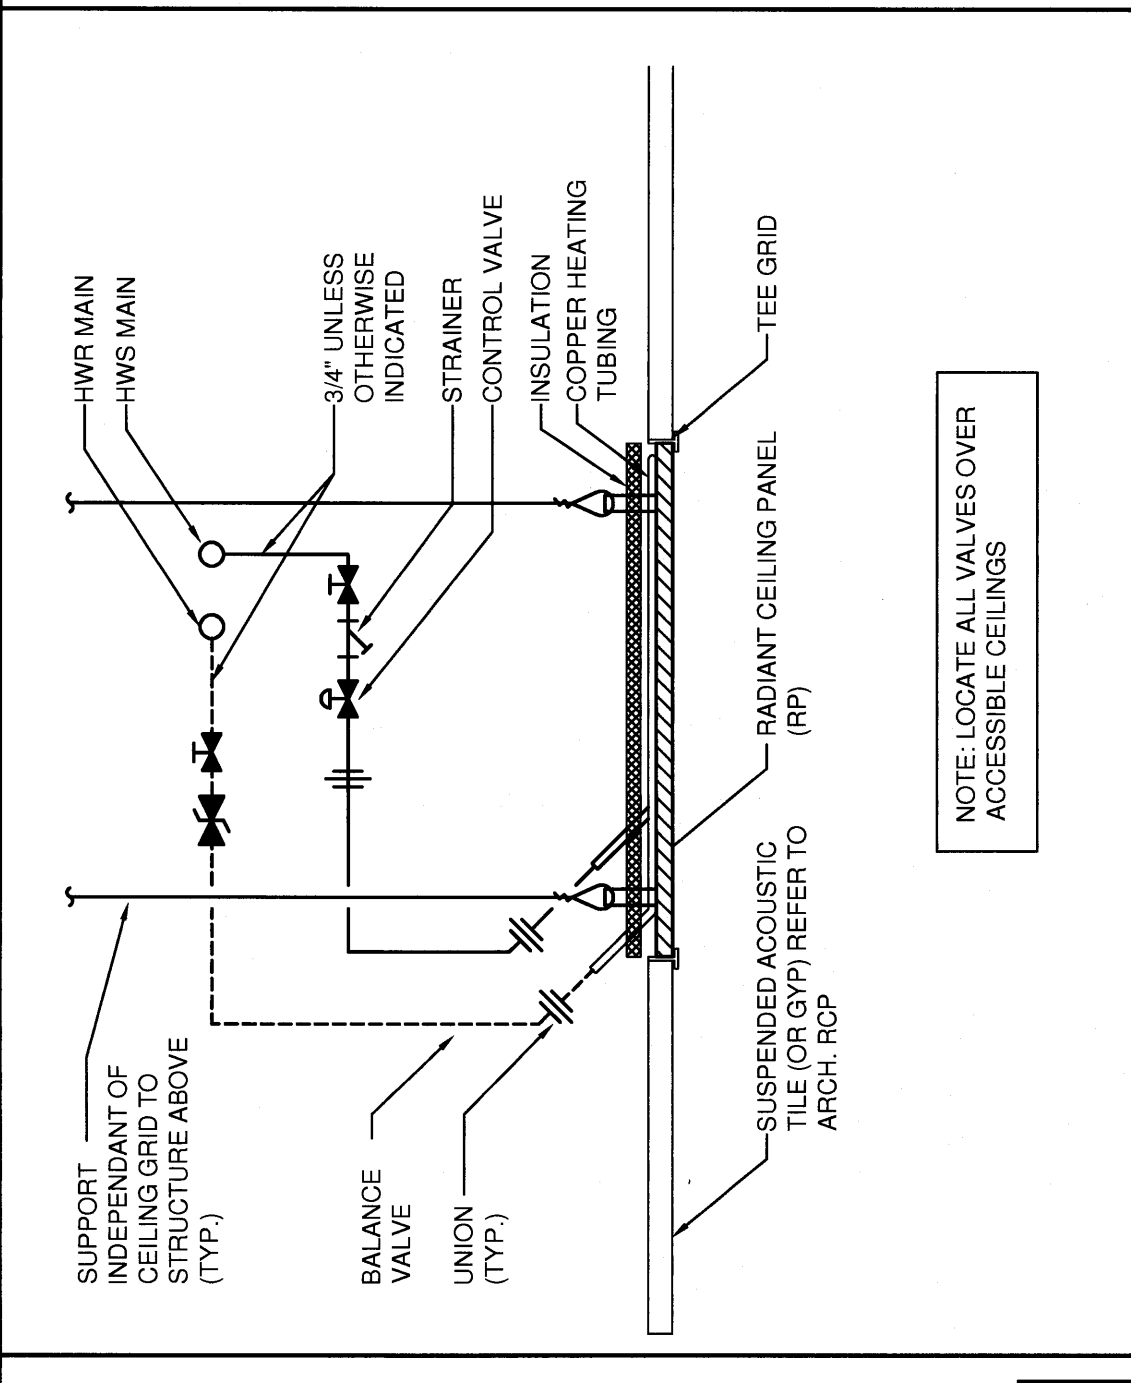 HWR MAIN
HWS MAIN
3/4" UNLESS
OTHERWISE
INDICATED
STRAINER
CONTROL VALVE
INSULATION
COPPER HEATING
TUBING
TEE GRID
SUPPORT
INDEPENDANT OF
CEILING GRID TO
STRUCTURE ABOVE
(TYP.)
BALANCE
VALVE
UNION
(TYP.)
SUSPENDED ACOUSTIC
TILE (OR GYP) REFER TO
ARCH. RCP
RADIANT CEILING PANEL
(RP)
NOTE: LOCATE ALL VALVES OVER
ACCESSIBLE CEILINGS